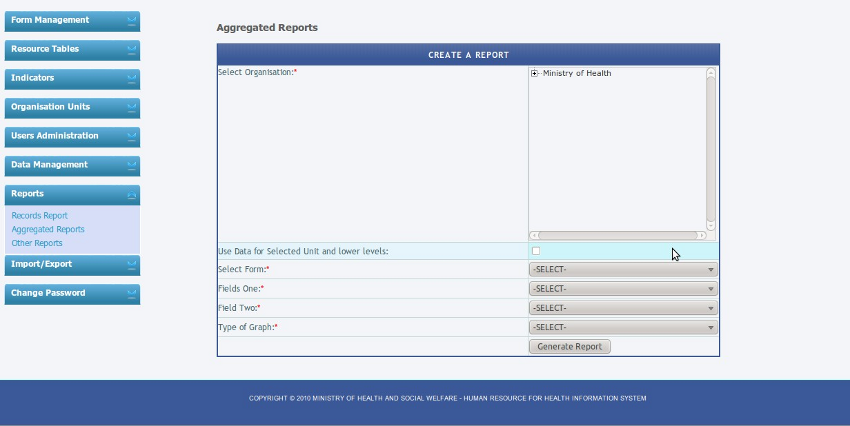 Form Management
Resource Tables
Indicators
Organisation Units
Users Administration
Data Management
Reports
Records Report
Aggregated Reports
Other Reports
Import/Export
Change Password
Aggregated Reports
CREATE A REPORT
Select Organisation:*
Ministry of Health
Use Data for Selected Unit and lower levels:
Select Form:* -SELECT-
Fields One:* -SELECT-
Field Two:* -SELECT-
Type of Graph:* -SELECT-
Generate Report
COPYRIGHT © 2010 MINISTRY OF HEALTH AND SOCIAL WELFARE - HUMAN RESOURCE FOR HEALTH INFORMATION SYSTEM